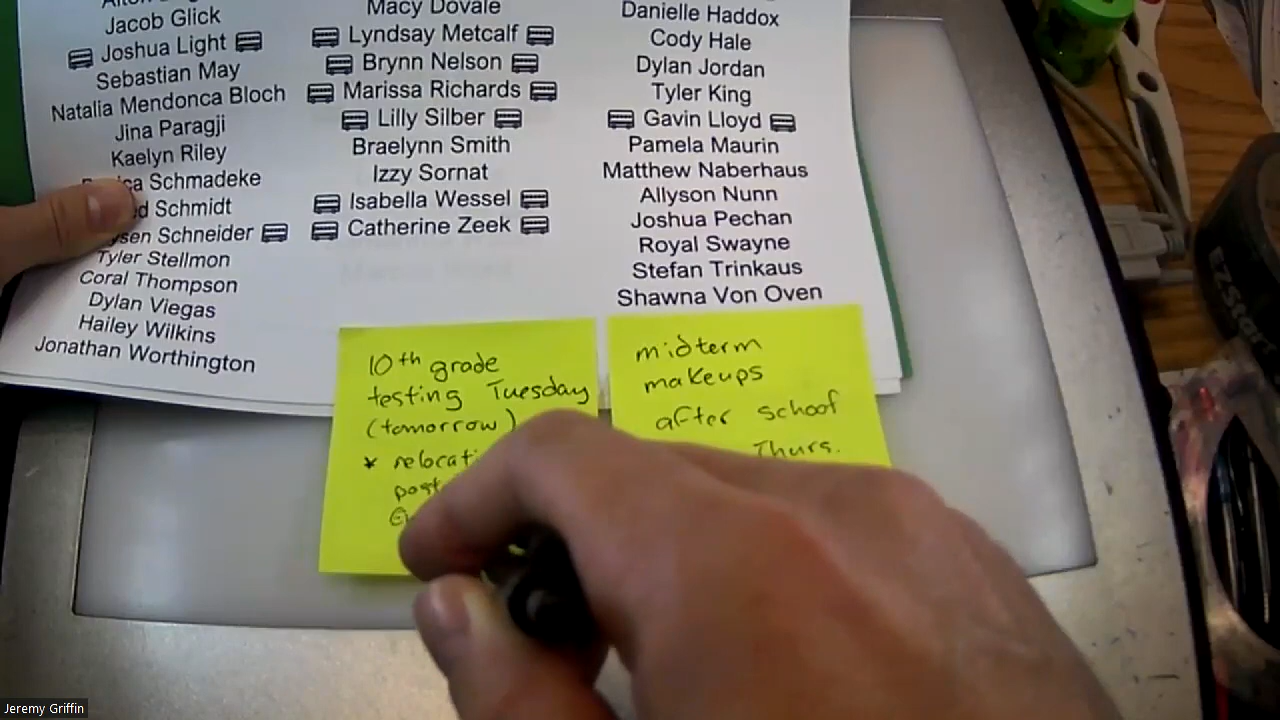 Jacob Glick
Joshua Light
Sebastian May
Natalia Mendonca Bloch
Jina Paragji
Kaelyn Riley
Schmadeke
Schmidt
Schneider
Tyler Stellmon
Coral Thompson
Dylan Viegas
Hailey Wilkins
Jonathan Worthington
Macy Dovale
Lyndsay Metcalf
Brynn Nelson
Marissa Richards
Lilly Silber
Braelynn Smith
Izzy Sornat
Isabella Wessel
Catherine Zeek
Danielle Haddox
Cody Hale
Dylan Jordan
Tyler King
Gavin Lloyd
Pamela Maurin
Matthew Naberhaus
Allyson Nunn
Joshua Pechan
Royal Swayne
Stefan Trinkaus
Shawna Von Oven
10th grade
testing Tuesday
(tomorrow)
* relocati
post
midterm
makeups
after school
Thurs.
EZStor
Jeremy Griffin